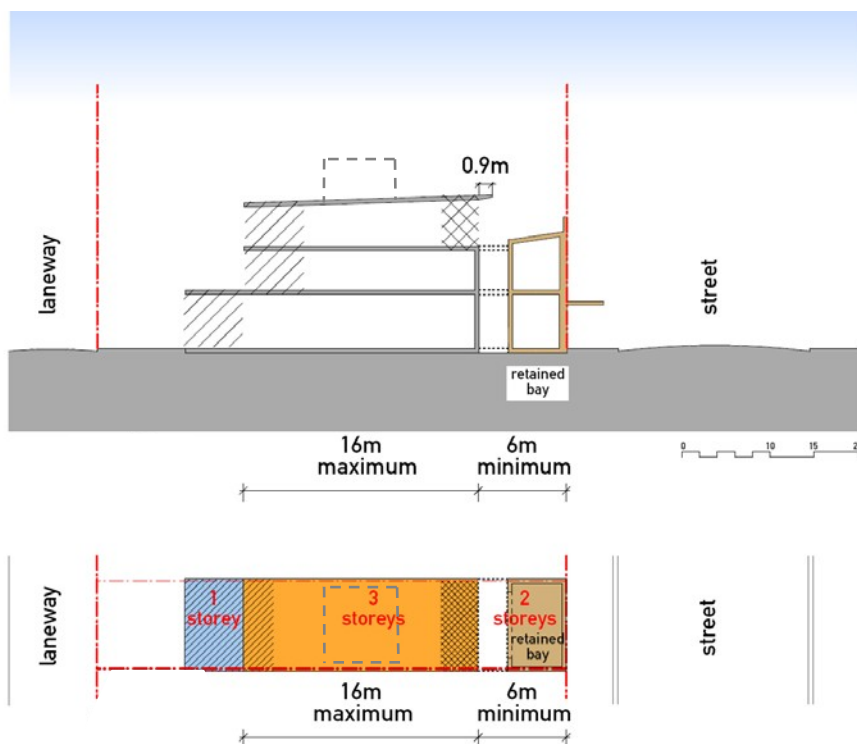 0.9m
laneway
street
retained
bay
16m
maximum
6m
minimum
0
10
15
2
laneway
1
storey
3
storeys
2
storeys
retained
bay
street
16m
maximum
6m
minimum